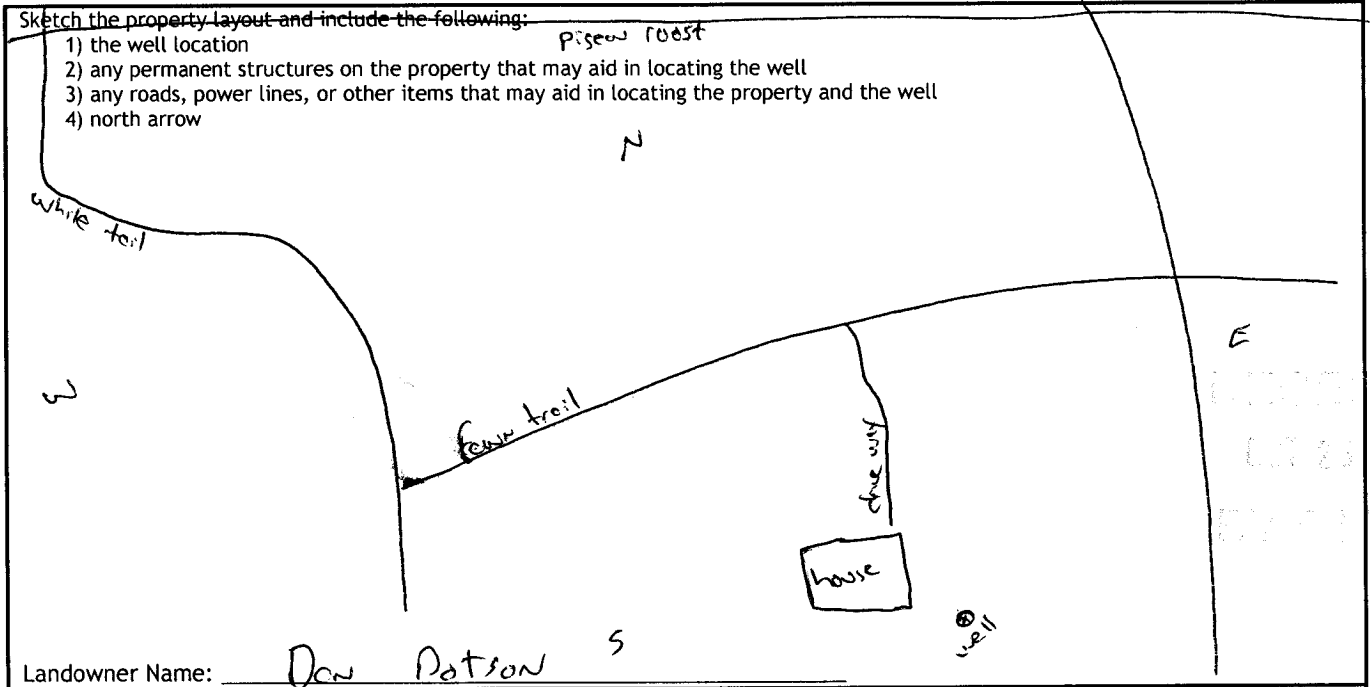 Sketch the property layout and include the following:
Pigeon roost
1) the well location
2) any permanent structures on the property that may aid in locating the well
3) any roads, power lines, or other items that may aid in locating the property and the well
4) north arrow
N
White tail
E
W
fawn trail
drive way
house
well
S
Landowner Name: Don Dotson